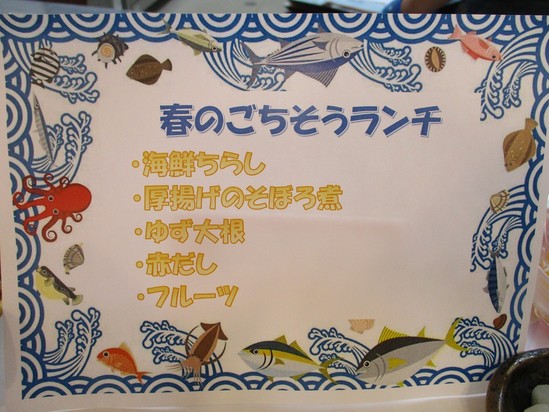 春のごちそうランチ
・海鮮ちらし
・厚揚げのそぼろ煮
・ゆず大根
・赤だし
・フルーツ